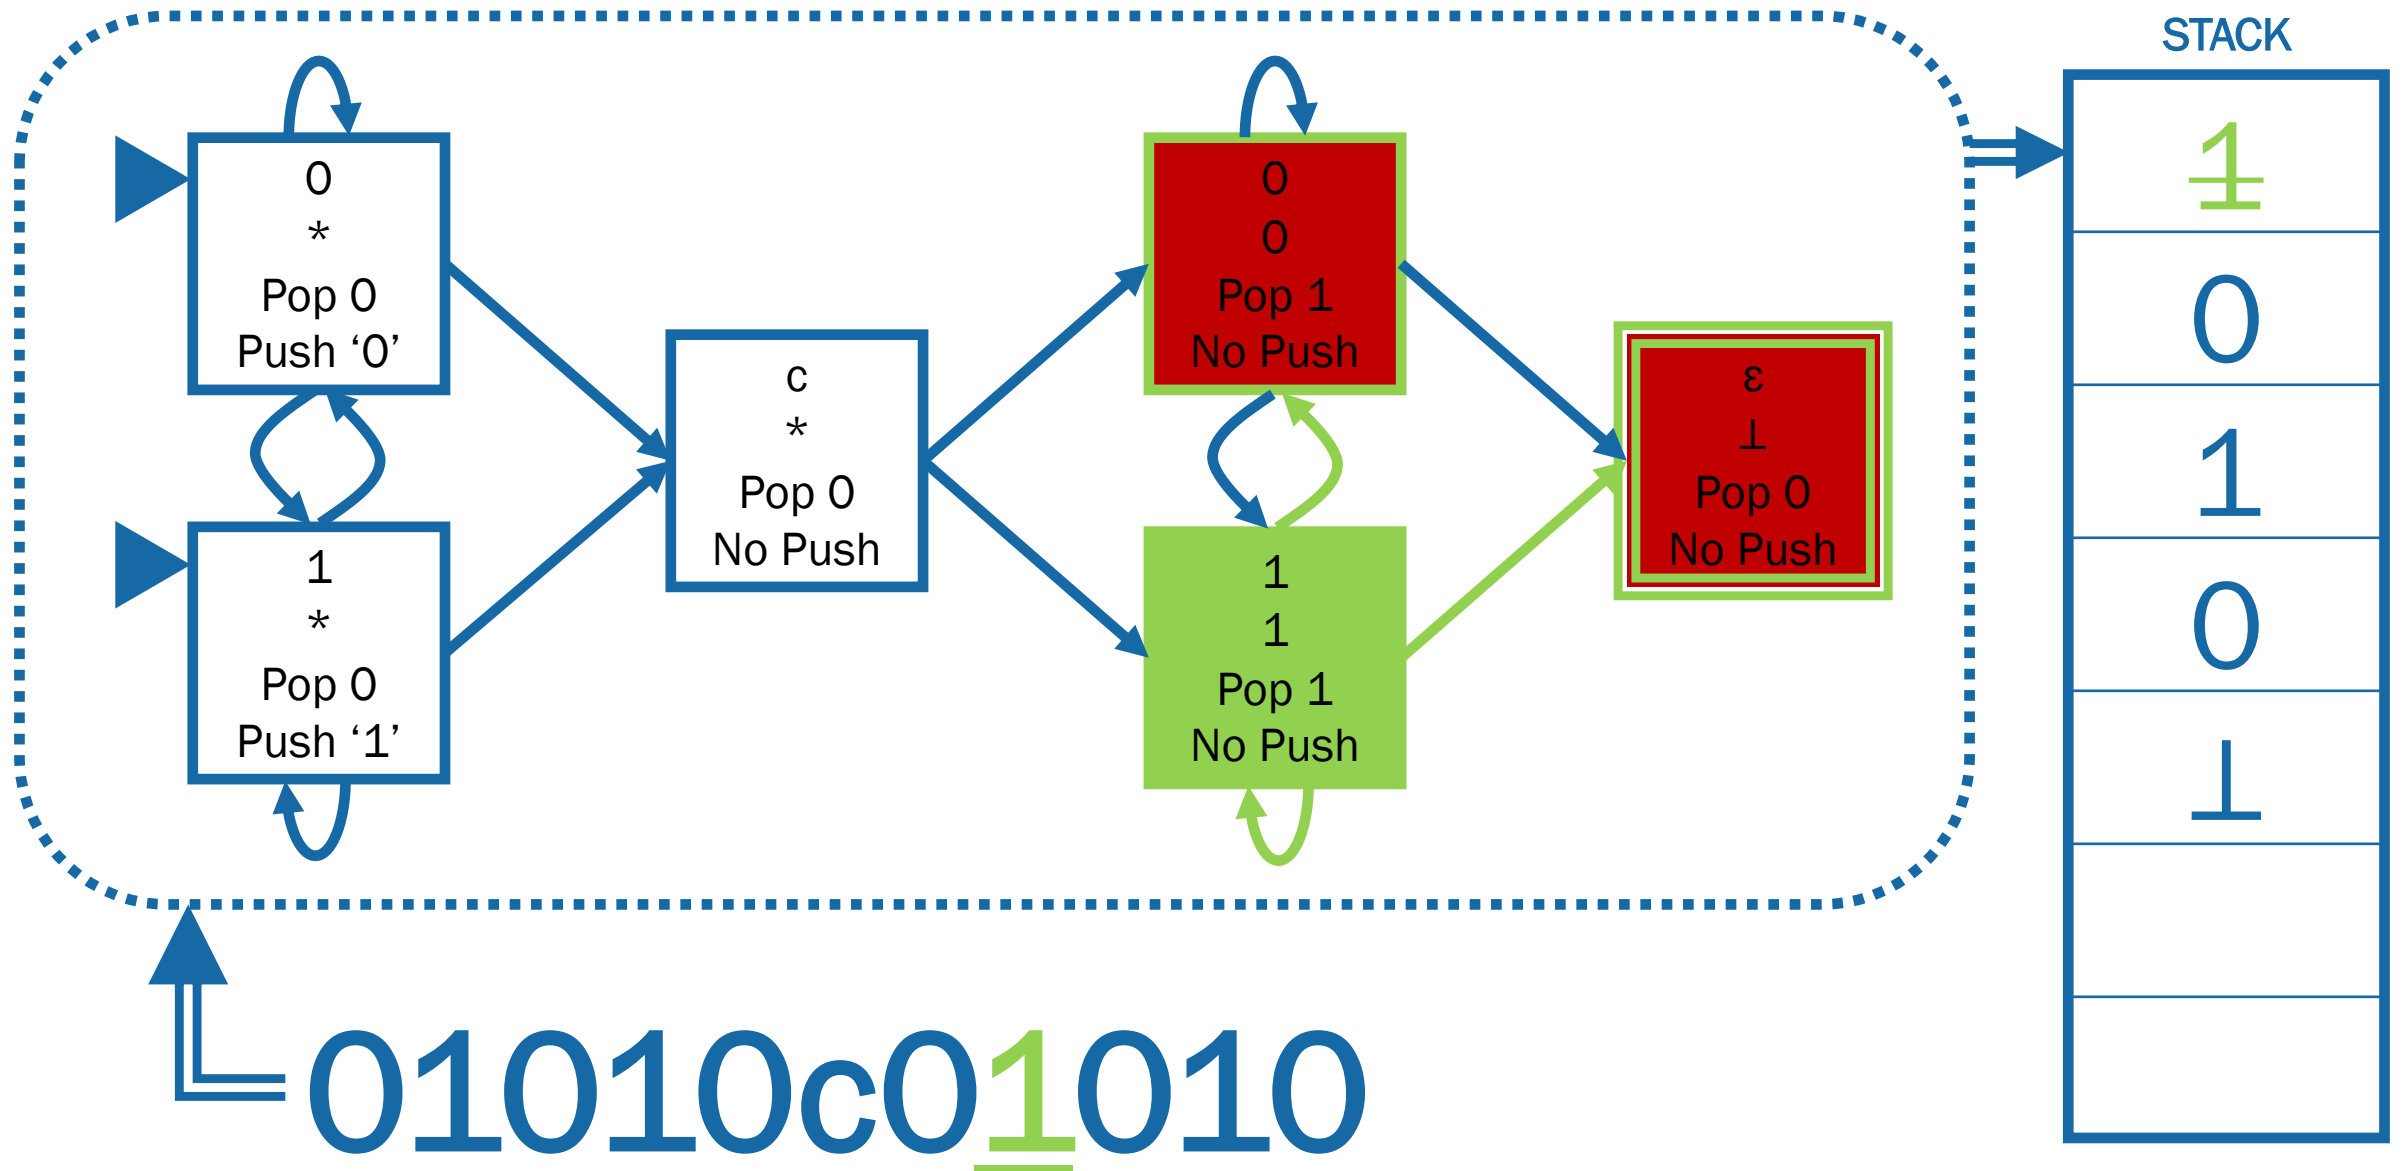 STACK
0
*
Pop 0
Push ‘0’
1
*
Pop 0
Push ‘1’
c
*
Pop 0
No Push
0
0
Pop 1
No Push
1
1
Pop 1
No Push
ε
⊥
Pop 0
No Push
1
0
1
0
⊥
01010c01010